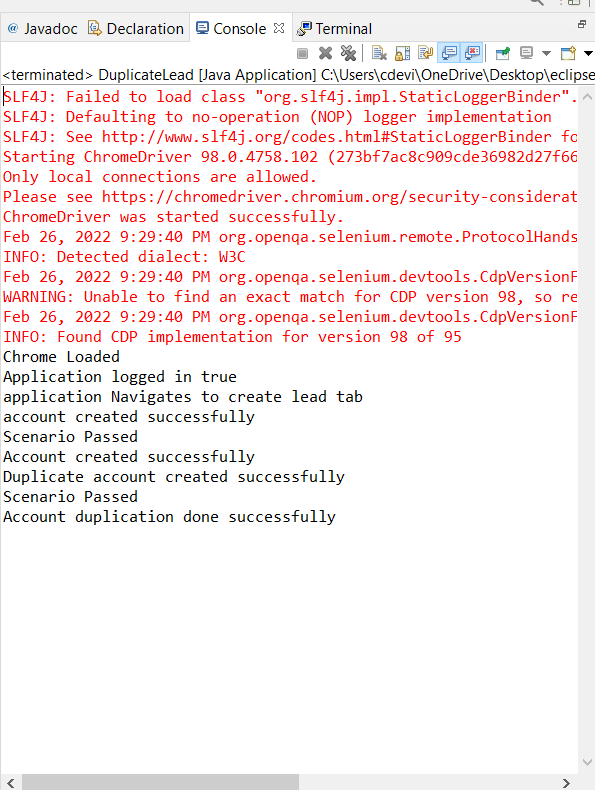 @ Javadoc Declaration Console Terminal
<terminated> DuplicateLead [Java Application] C:\Users\cdevi\OneDrive\Desktop\eclipse
SLF4J: Failed to load class "org.slf4j.impl.StaticLoggerBinder".
SLF4J: Defaulting to no-operation (NOP) logger implementation
SLF4J: See http://www.slf4j.org/codes.html#StaticLoggerBinder fo
Starting ChromeDriver 98.0.4758.102 (273bf7ac8c909cde36982d27f66
Only local connections are allowed.
Please see https://chromedriver.chromium.org/security-considerat
ChromeDriver was started successfully.
Feb 26, 2022 9:29:40 PM org.openqa.selenium.remote.ProtocolHands
INFO: Detected dialect: W3C
Feb 26, 2022 9:29:40 PM org.openqa.selenium.devtools.CdpVersionF
WARNING: Unable to find an exact match for CDP version 98, so re
Feb 26, 2022 9:29:40 PM org.openqa.selenium.devtools.CdpVersionF
INFO: Found CDP implementation for version 98 of 95
Chrome Loaded
Application logged in true
application Navigates to create lead tab
account created successfully
Scenario Passed
Account created successfully
Duplicate account created successfully
Scenario Passed
Account duplication done successfully